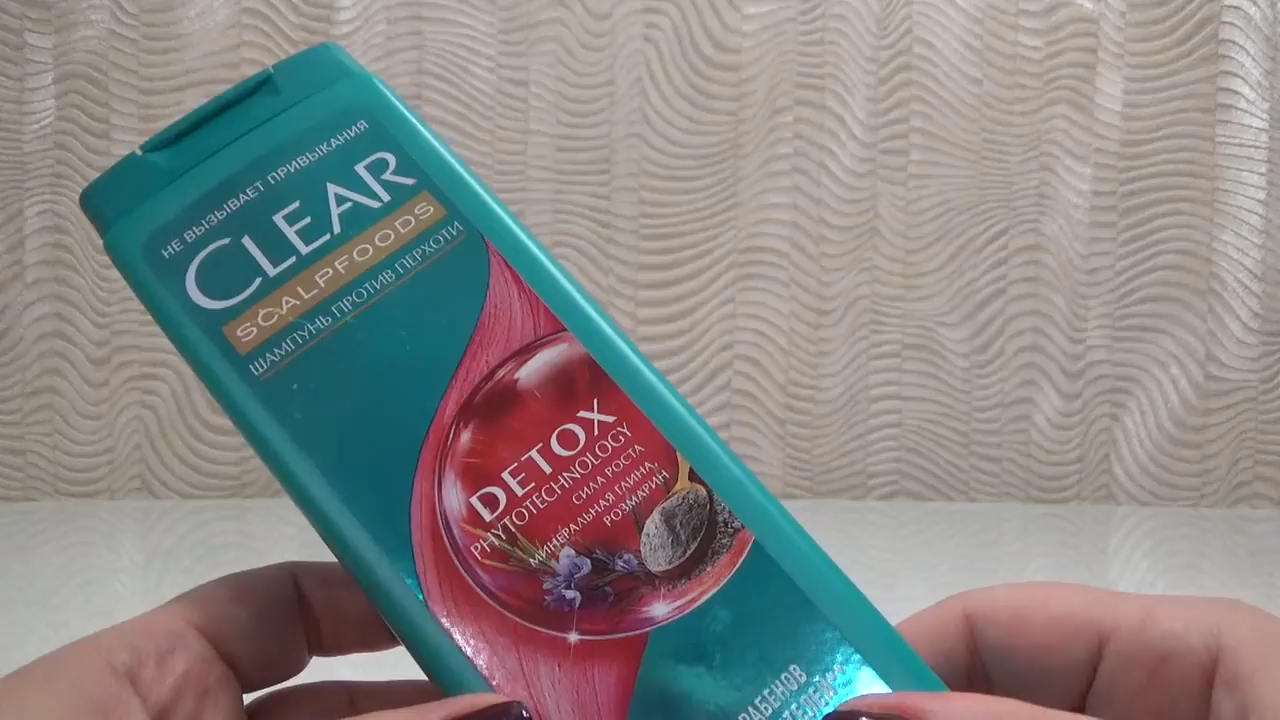 НЕ ВЫЗЫВАЕТ ПРИВЫКАНИЯ
CLEAR
SCALPFOODS
ШАМПУНЬ ПРОТИВ ПЕРХОТИ
DETOX
PHYTOTECHNOLOGY
СИЛА РОСТА
МИНЕРАЛЬНАЯ ГЛИНА,
РОЗМАРИН